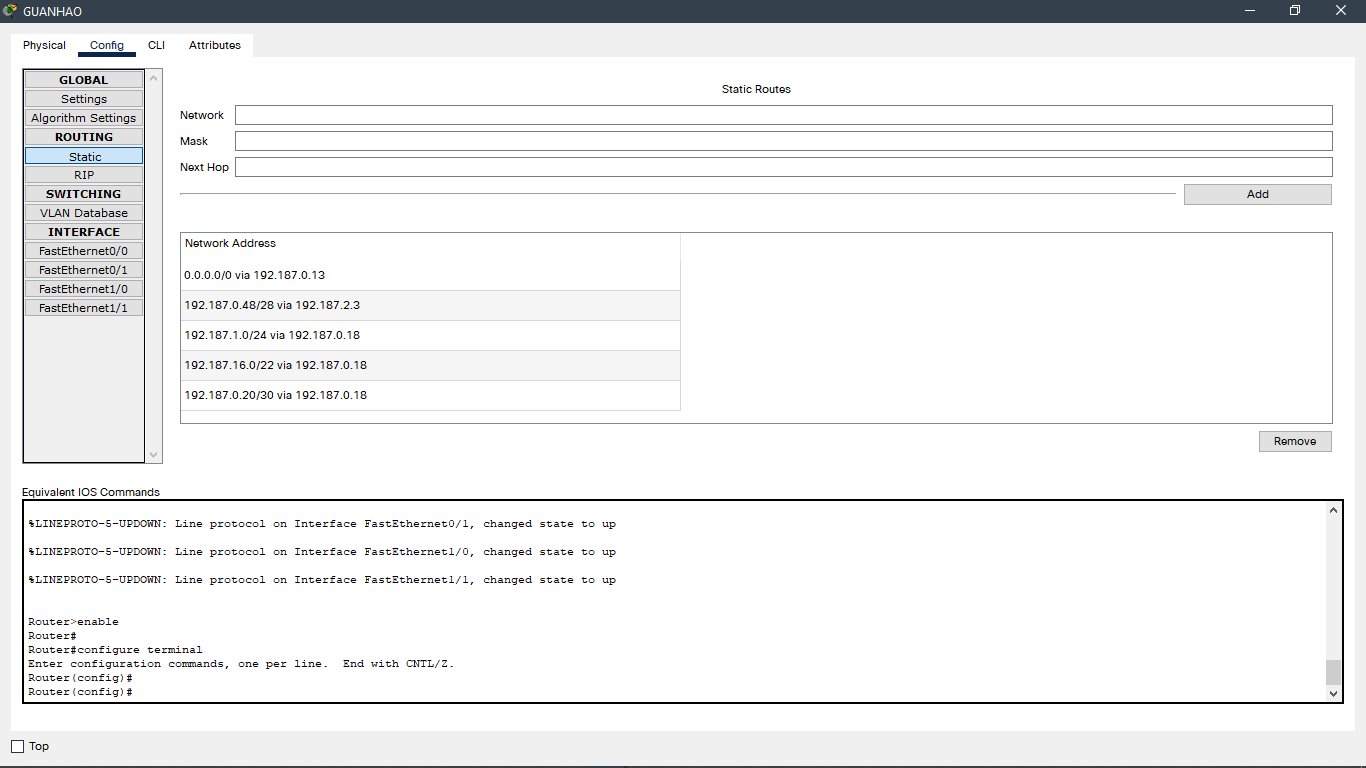 GUANHAO
Physical Config CLI Attributes
GLOBAL
Settings
Algorithm Settings
ROUTING
Static
RIP
SWITCHING
VLAN Database
INTERFACE
FastEthernet0/0
FastEthernet0/1
FastEthernet1/0
FastEthernet1/1
Static Routes
Network
Mask
Next Hop
Add
Network Address
0.0.0.0/0 via 192.187.0.13
192.187.0.48/28 via 192.187.2.3
192.187.1.0/24 via 192.187.0.18
192.187.16.0/22 via 192.187.0.18
192.187.0.20/30 via 192.187.0.18
Remove
Equivalent IOS Commands
%LINEPROTO-5-UPDOWN: Line protocol on Interface FastEthernet0/1, changed state to up
%LINEPROTO-5-UPDOWN: Line protocol on Interface FastEthernet1/0, changed state to up
%LINEPROTO-5-UPDOWN: Line protocol on Interface FastEthernet1/1, changed state to up
Router>enable
Router#
Router#configure terminal
Enter configuration commands, one per line.  End with CNTL/Z.
Router(config)#
Router(config)#
Top